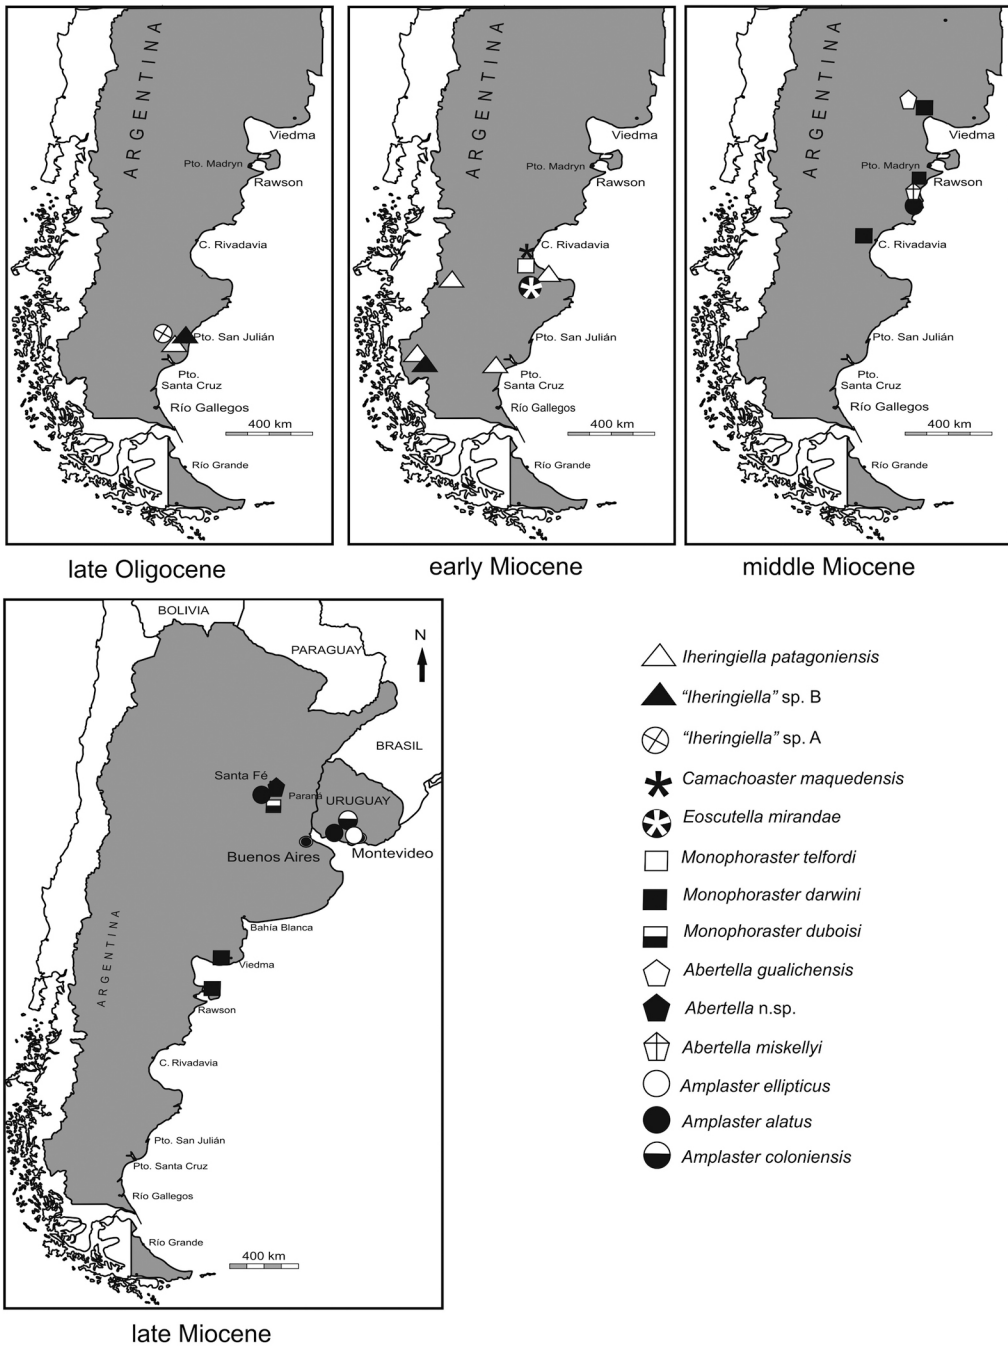 ARGENTINA
Viedma
Pto. Madryn
Rawson
C. Rivadavia
Pto. San Julián
Pto.
Santa Cruz
Río Gallegos
400 km
Río Grande
late Oligocene
ARGENTINA
Viedma
Pto. Madryn
Rawson
C. Rivadavia
Pto. San Julián
Pto.
Santa Cruz
Río Gallegos
400 km
Río Grande
early Miocene
ARGENTINA
Viedma
Pto. Madryn
Rawson
C. Rivadavia
Pto. San Julián
Pto.
Santa Cruz
Río Gallegos
400 km
Río Grande
middle Miocene
BOLIVIA
N
PARAGUAY
BRASIL
Santa Fé
Paraná
URUGUAY
Buenos Aires
Montevideo
ARGENTINA
Bahía Blanca
Viedma
Rawson
C. Rivadavia
Pto. San Julián
Pto. Santa Cruz
Río Gallegos
Río Grande
400 km
late Miocene
Iheringiella patagoniensis
“Iheringiella” sp. B
“Iheringiella” sp. A
Camachoaster maquedensis
Eoscutella mirandae
Monophoraster telfordi
Monophoraster darwini
Monophoraster duboisi
Abertella gualichensis
Abertella n.sp.
Abertella miskellyi
Amplaster ellipticus
Amplaster alatus
Amplaster coloniensis